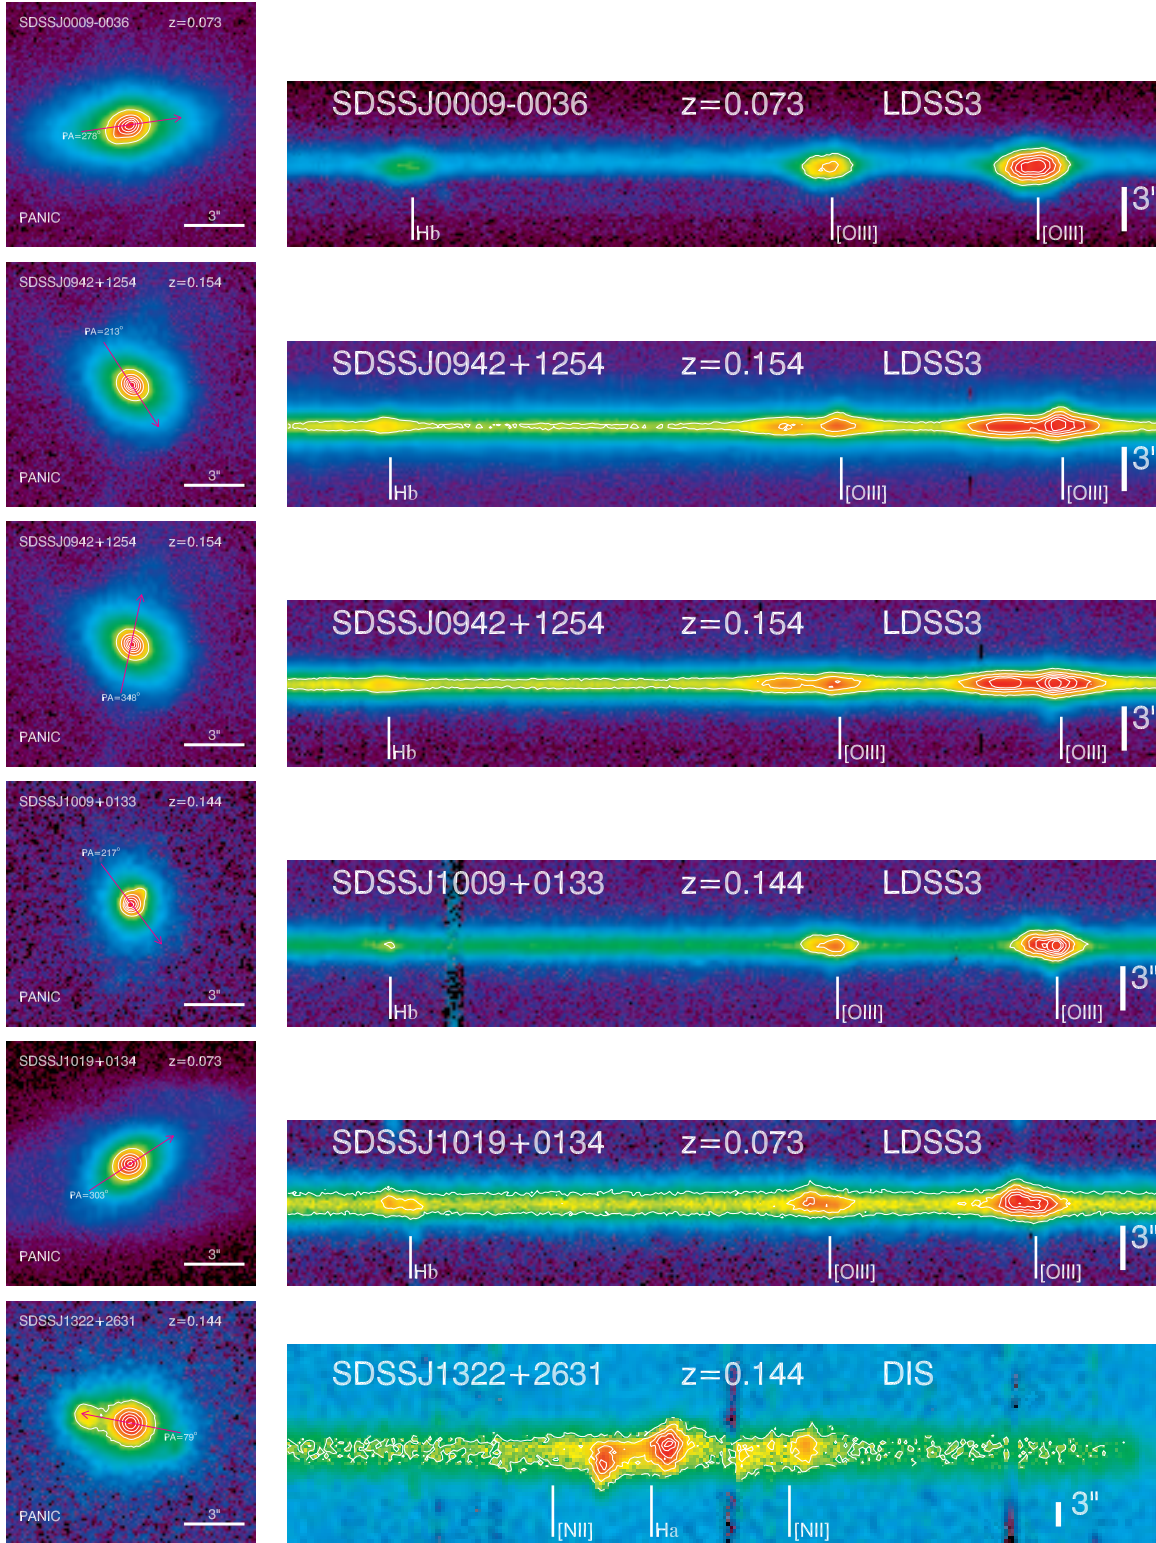 SDSSJ0009-0036 z=0.073
PA=278°
PANIC 3"
SDSSJ0009-0036 z=0.073 LDSS3
3"
Hb [OIII] [OIII]
SDSSJ0942+1254 z=0.154
PA=213°
PANIC 3"
SDSSJ0942+1254 z=0.154 LDSS3
3"
Hb [OIII] [OIII]
SDSSJ0942+1254 z=0.154
PA=348°
PANIC 3"
SDSSJ0942+1254 z=0.154 LDSS3
3"
Hb [OIII] [OIII]
SDSSJ1009+0133 z=0.144
PA=217°
PANIC 3"
SDSSJ1009+0133 z=0.144 LDSS3
3"
Hb [OIII] [OIII]
SDSSJ1019+0134 z=0.073
PA=303°
PANIC 3"
SDSSJ1019+0134 z=0.073 LDSS3
3"
Hb [OIII] [OIII]
SDSSJ1322+2631 z=0.144
PA=79°
PANIC 3"
SDSSJ1322+2631 z=0.144 DIS
3"
[NII] Ha [NII]